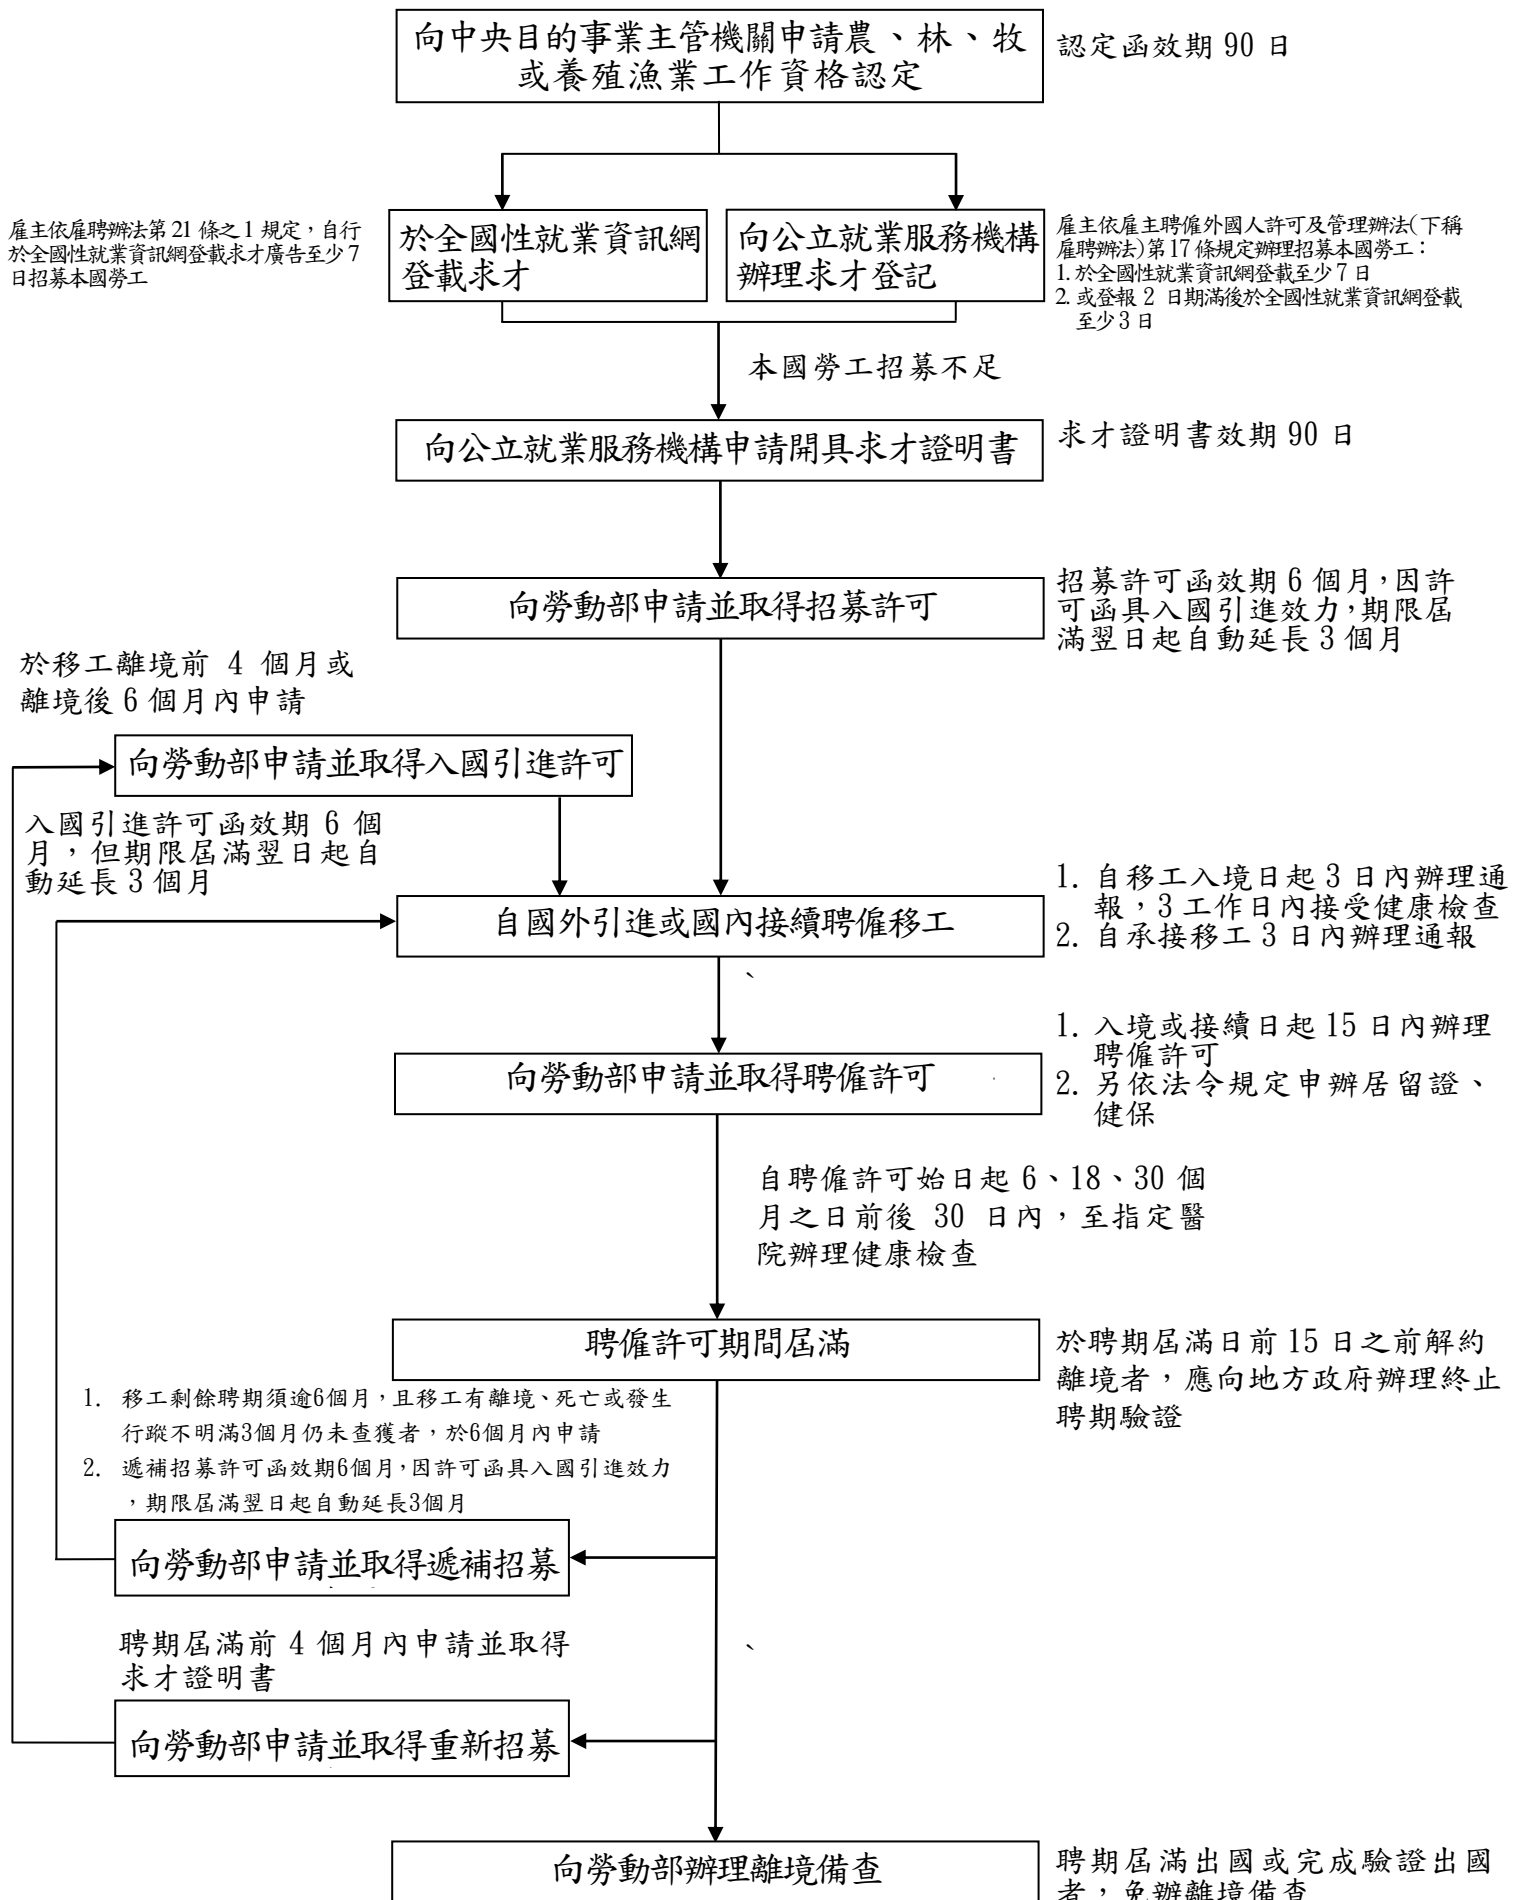 向中央目的事業主管機關申請農、林、牧
或養殖漁業工作資格認定
認定函效期 90 日
雇主依雇聘辦法第 21 條之 1 規定，自行
於全國性就業資訊網登載求才廣告至少 7
日招募本國勞工
於全國性就業資訊網
登載求才
向公立就業服務機構
辦理求才登記
雇主依雇主聘僱外國人許可及管理辦法(下稱
雇聘辦法)第 17 條規定辦理招募本國勞工：
1. 於全國性就業資訊網登載至少 7 日
2. 或登報 2 日期滿後於全國性就業資訊網登載
至少 3 日
本國勞工招募不足
向公立就業服務機構申請開具求才證明書
求才證明書效期 90 日
向勞動部申請並取得招募許可
招募許可函效期 6 個月，因許
可函具入國引進效力，期限屆
滿翌日起自動延長 3 個月
於移工離境前 4 個月或
離境後 6 個月內申請
向勞動部申請並取得入國引進許可
入國引進許可函效期 6 個
月，但期限屆滿翌日起自
動延長 3 個月
自國外引進或國內接續聘僱移工
1. 自移工入境日起 3 日內辦理通
報，3 工作日內接受健康檢查
2. 自承接移工 3 日內辦理通報
、
向勞動部申請並取得聘僱許可
1. 入境或接續日起 15 日內辦理
聘僱許可
2. 另依法令規定申辦居留證、
健保
自聘僱許可始日起 6、18、30 個
月之日前後 30 日內，至指定醫
院辦理健康檢查
聘僱許可期間屆滿
於聘期屆滿日前 15 日之前解約
離境者，應向地方政府辦理終止
聘期驗證
1. 移工剩餘聘期須逾6個月，且移工有離境、死亡或發生
行蹤不明滿3個月仍未查獲者，於6個月內申請
2. 遞補招募許可函效期6個月，因許可函具入國引進效力
，期限屆滿翌日起自動延長3個月
向勞動部申請並取得遞補招募
聘期屆滿前 4 個月內申請並取得
求才證明書
、
向勞動部申請並取得重新招募
向勞動部辦理離境備查
聘期屆滿出國或完成驗證出國
者，免辦離境備查